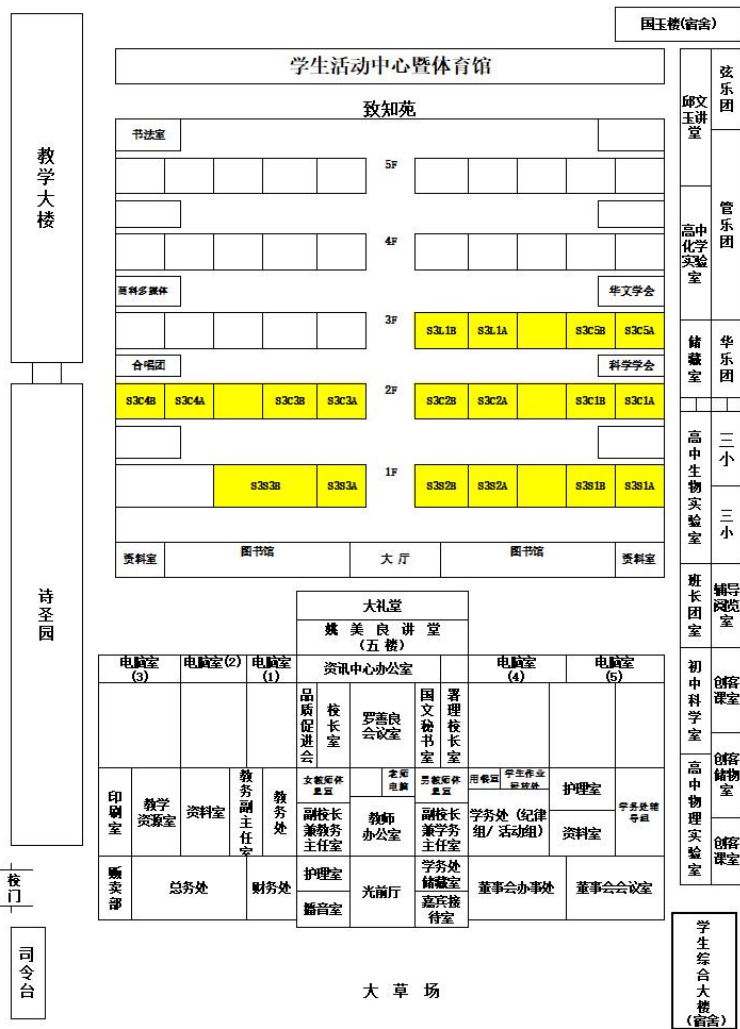 国玉楼(宿舍)
学生活动中心暨体育馆
致知苑
教学大楼
书法室
5F
4F
商科多媒体
华文学会
3F
S3L1B
S3L1A
S3C5B
S3C5A
合唱团
科学学会
2F
S3C4B
S3C4A
S3C3B
S3C3A
S3C2B
S3C2A
S3C1B
S3C1A
1F
S3S3B
S3S3A
S3S2B
S3S2A
S3S1B
S3S1A
资料室
图书馆
大厅
图书馆
资料室
邱文玉讲堂
弦乐团
管乐团
高中化学实验室
储藏室
华乐团
高中生物实验室
三小
三小
班长团室
辅导阅览室
初中科学室
创客课室
创客储物室
高中物理实验室
创客课室
诗圣园
大礼堂
姚美良讲堂
(五楼)
电脑室
(3)
电脑室(2)
电脑室
(1)
资讯中心办公室
电脑室
(4)
电脑室
(5)
品质促进会
校长室
罗善良
会议室
国文秘书室
署理校长室
印刷室
教学
资源室
资料室
教务副主任室
教务处
女教师休
息室
老师
电脑
男教师休
息室
用餐区
学生作业
护理室
学务处辅
导组
副校长
兼教务
主任室
教师
办公室
副校长
兼学务
主任室
学务处(纪律
组/活动组)
资料室
贩卖部
总务处
财务处
护理室
播音室
光前厅
学务处
储藏室
嘉宾接
待室
董事会办事处
董事会会议室
校门
司令台
大草场
学生综合大楼
(宿舍)